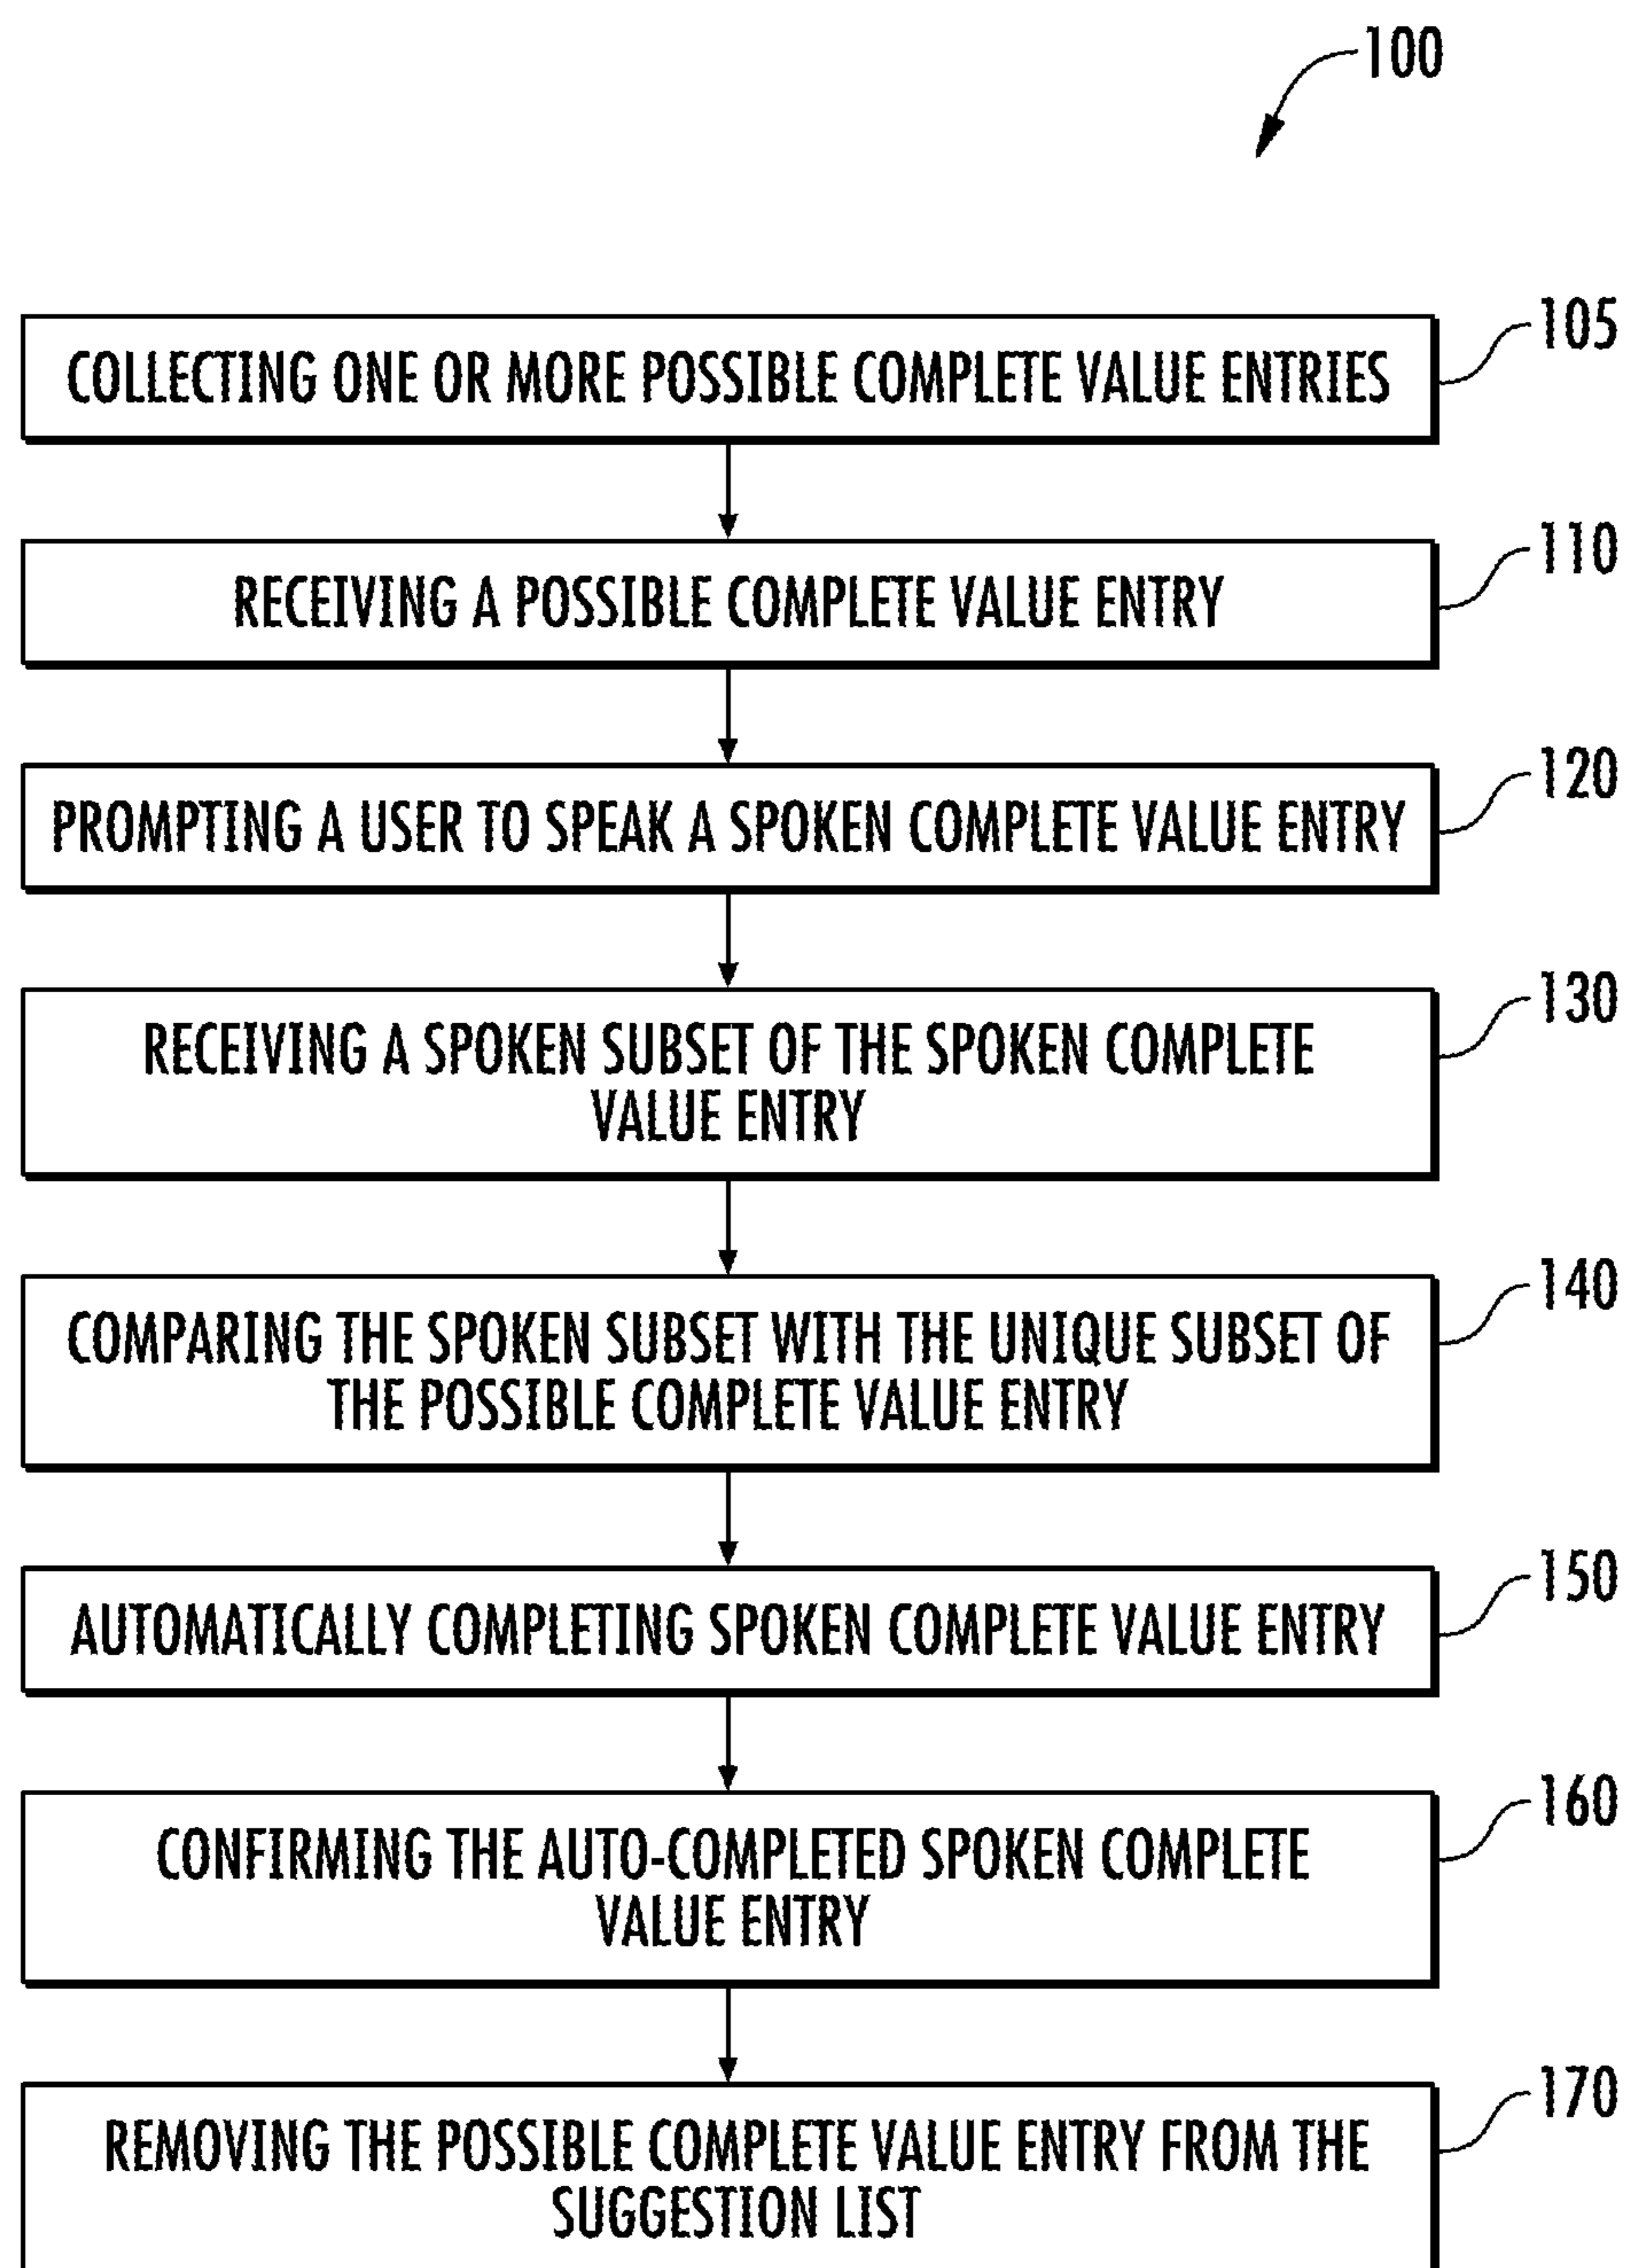 100
COLLECTING ONE OR MORE POSSIBLE COMPLETE VALUE ENTRIES
105
RECEIVING A POSSIBLE COMPLETE VALUE ENTRY
110
PROMPTING A USER TO SPEAK A SPOKEN COMPLETE VALUE ENTRY
120
RECEIVING A SPOKEN SUBSET OF THE SPOKEN COMPLETE
VALUE ENTRY
130
COMPARING THE SPOKEN SUBSET WITH THE UNIQUE SUBSET OF
THE POSSIBLE COMPLETE VALUE ENTRY
140
AUTOMATICALLY COMPLETING SPOKEN COMPLETE VALUE ENTRY
150
CONFIRMING THE AUTO-COMPLETED SPOKEN COMPLETE
VALUE ENTRY
160
REMOVING THE POSSIBLE COMPLETE VALUE ENTRY FROM THE
SUGGESTION LIST
170